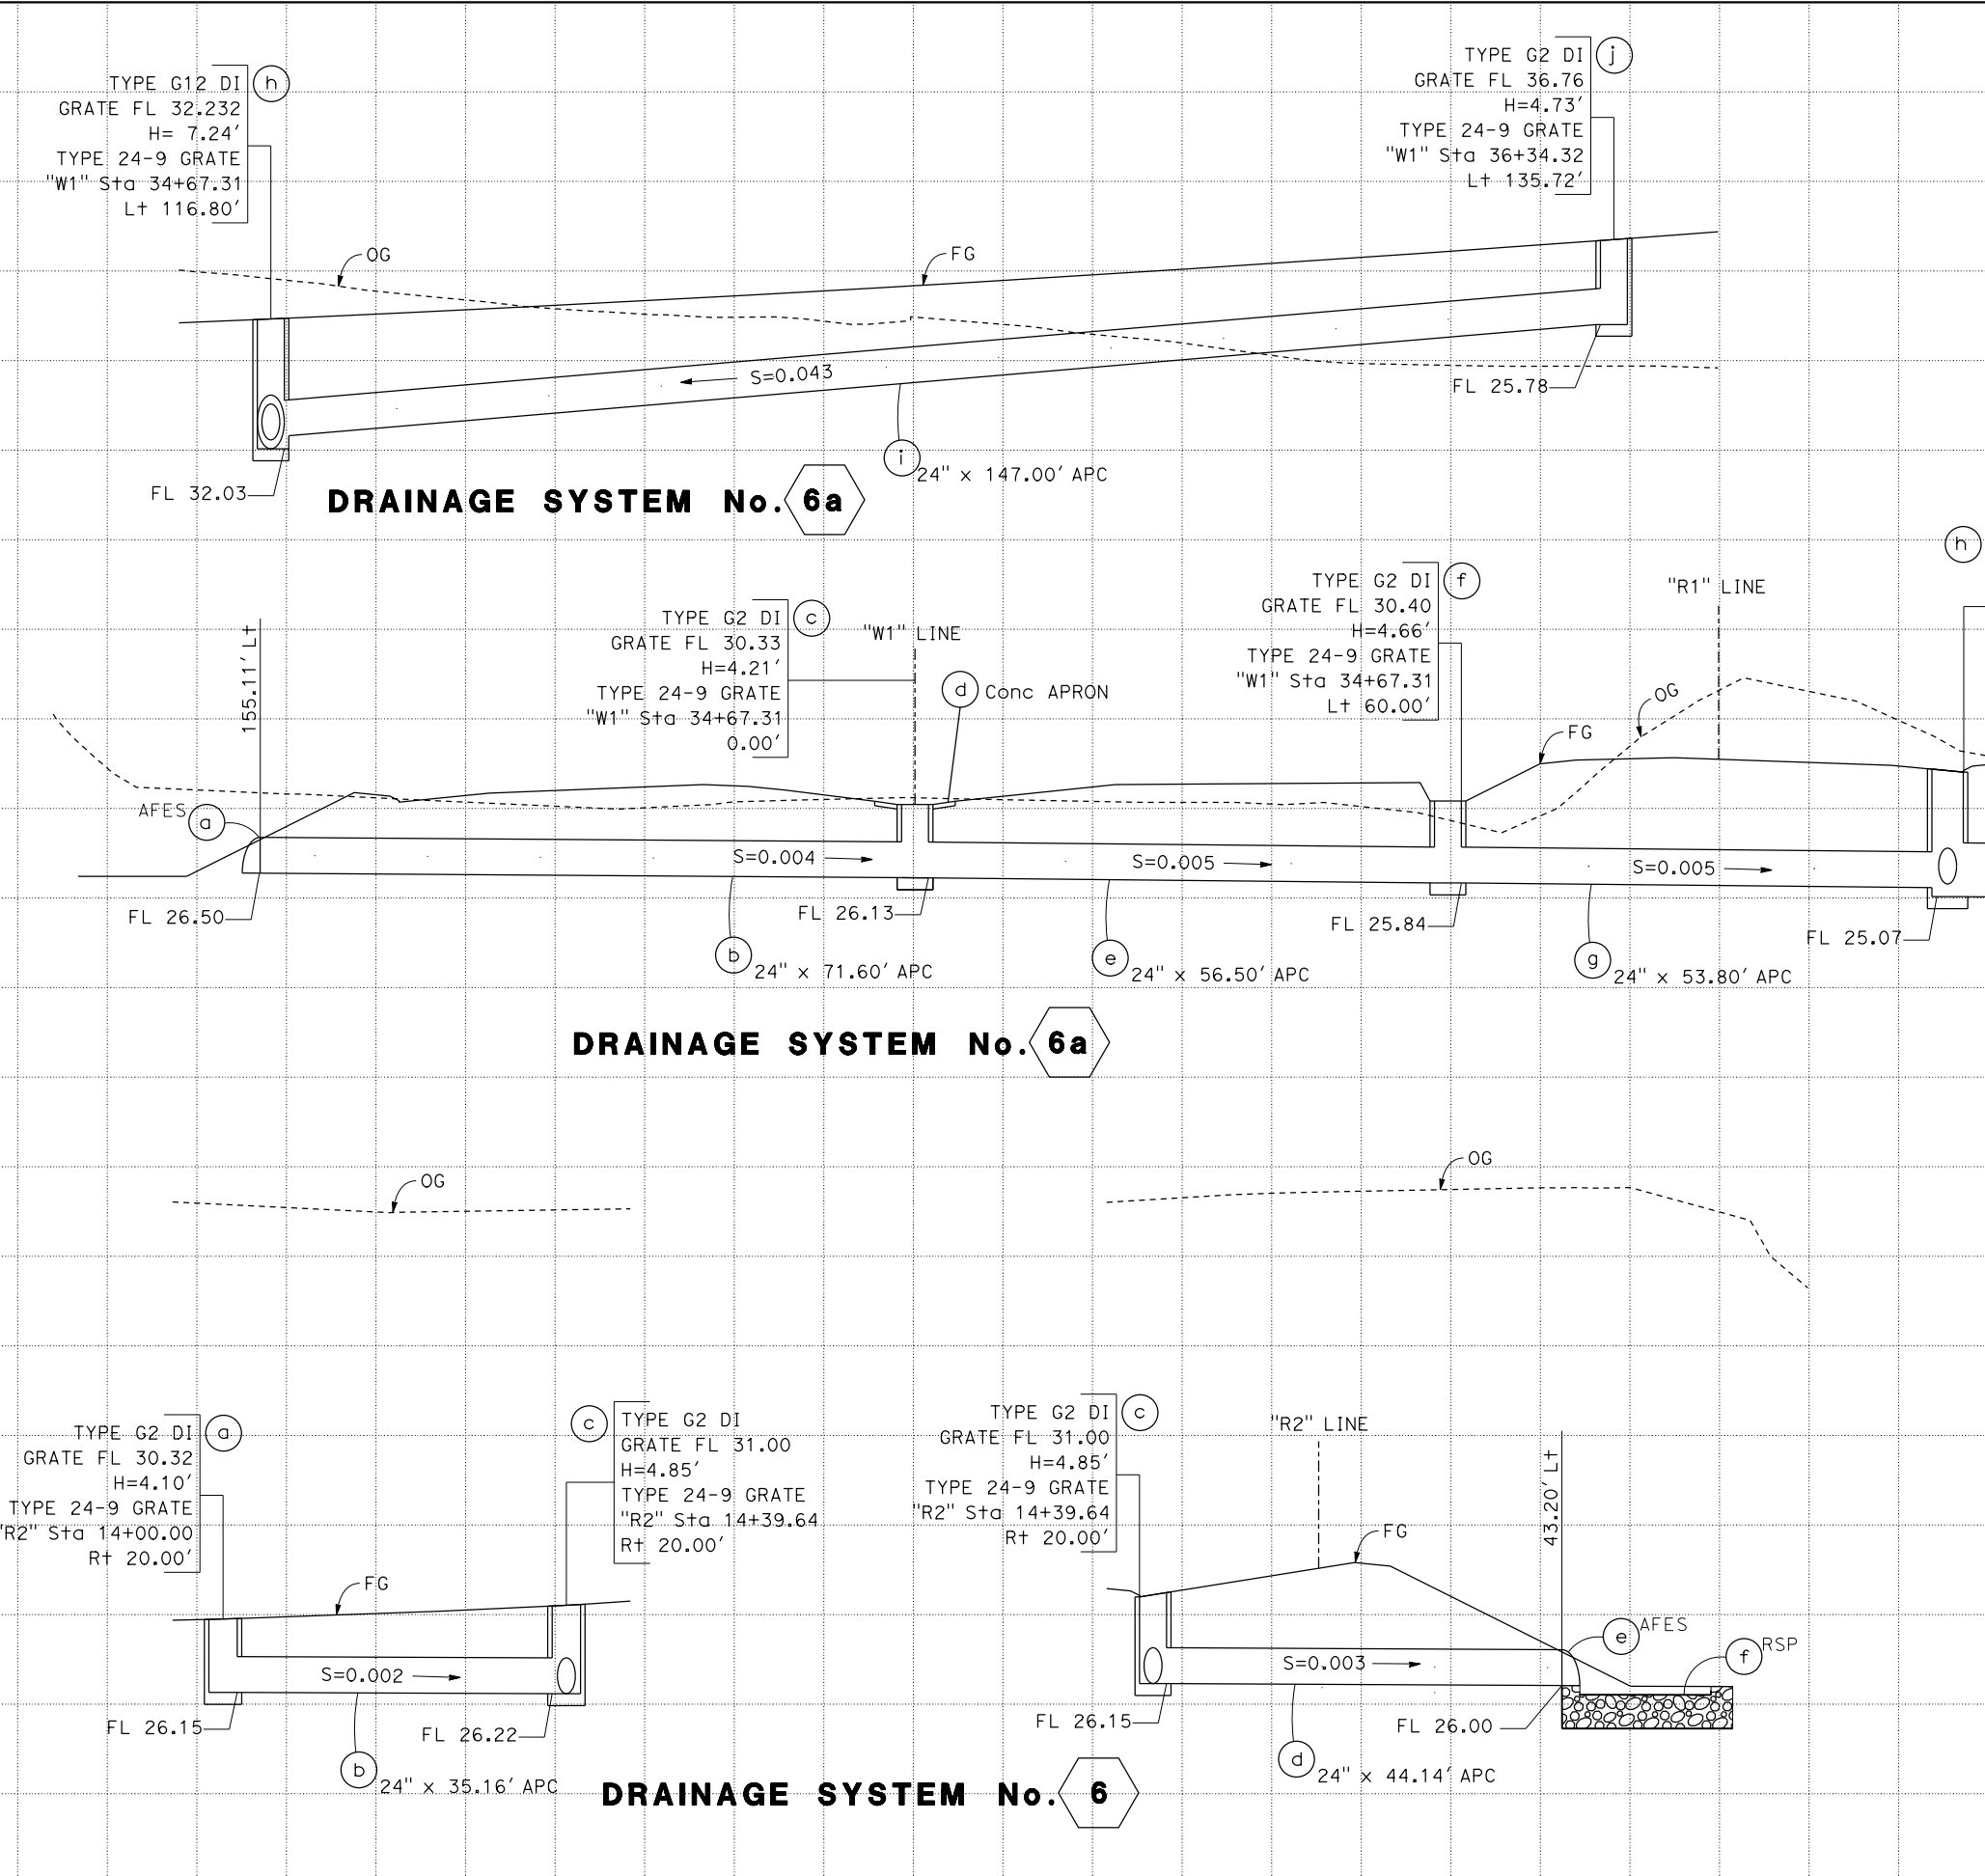 TYPE G12 DI
h
GRATE FL 32.232
H= 7.24'
TYPE 24-9 GRATE
"W1" Sta 34+67.31
Lt 116.80'
TYPE G2 DI
j
GRATE FL 36.76
H=4.73'
TYPE 24-9 GRATE
"W1" Sta 36+34.32
Lt 135.72'
OG
FG
S=0.043
FL 25.78
i
24" x 147.00' APC
FL 32.03
DRAINAGE SYSTEM No. 6a
155.11' Lt
TYPE G2 DI
c
GRATE FL 30.33
H=4.21'
TYPE 24-9 GRATE
"W1" Sta 34+67.31
0.00'
"W1" LINE
d
Conc APRON
TYPE G2 DI
f
GRATE FL 30.40
H=4.66'
TYPE 24-9 GRATE
"W1" Sta 34+67.31
Lt 60.00'
"R1" LINE
h
OG
FG
AFES
a
S=0.004
S=0.005
S=0.005
FL 26.50
FL 26.13
FL 25.84
FL 25.07
b
24" x 71.60' APC
e
24" x 56.50' APC
g
24" x 53.80' APC
DRAINAGE SYSTEM No. 6a
OG
OG
TYPE G2 DI
a
GRATE FL 30.32
H=4.10'
TYPE 24-9 GRATE
"R2" Sta 14+00.00
Rt 20.00'
c
TYPE G2 DI
GRATE FL 31.00
H=4.85'
TYPE 24-9 GRATE
"R2" Sta 14+39.64
Rt 20.00'
FG
S=0.002
FL 26.15
FL 26.22
b
24" x 35.16' APC
TYPE G2 DI
c
GRATE FL 31.00
H=4.85'
TYPE 24-9 GRATE
"R2" Sta 14+39.64
Rt 20.00'
"R2" LINE
43.20' Lt
FG
e
AFES
f
RSP
S=0.003
FL 26.15
FL 26.00
d
24" x 44.14' APC
DRAINAGE SYSTEM No. 6